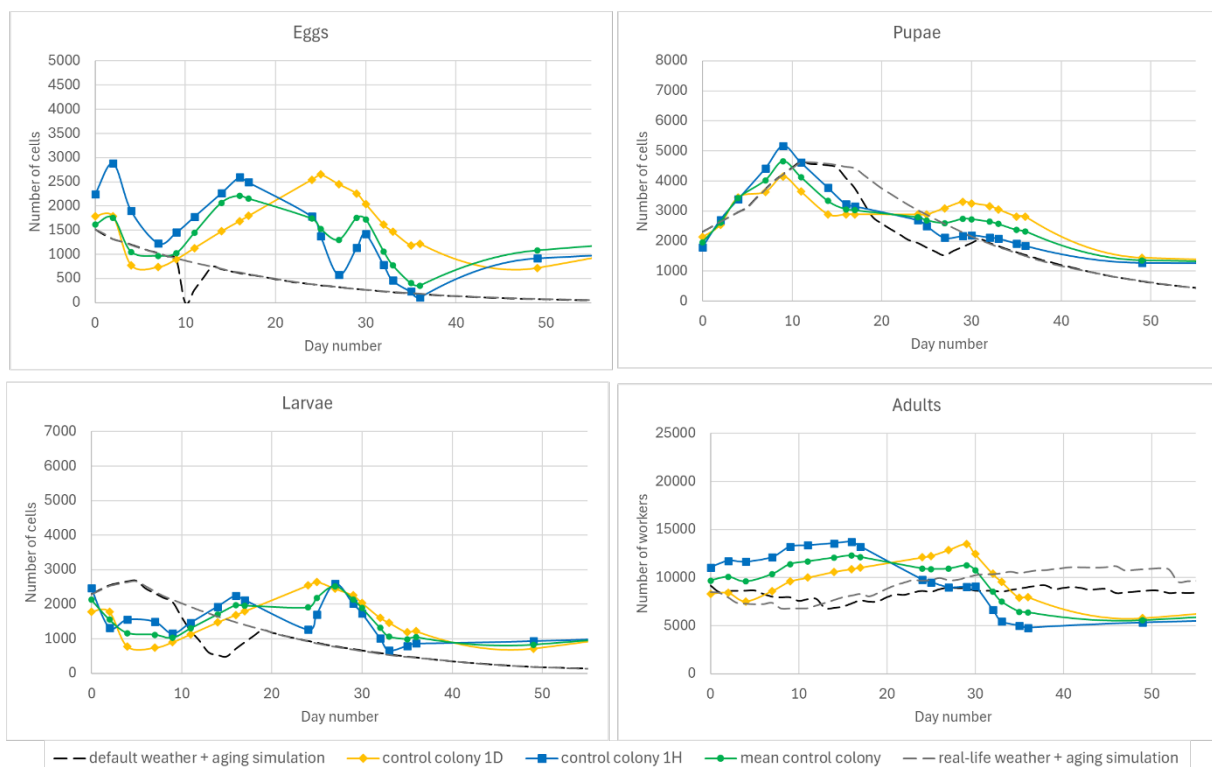 Eggs
Number of cells
5000
4500
4000
3500
3000
2500
2000
1500
1000
500
0
0 10 20 30 40 50
Day number
Pupae
Number of cells
8000
7000
6000
5000
4000
3000
2000
1000
0
0 10 20 30 40 50
Day number
Larvae
Number of cells
7000
6000
5000
4000
3000
2000
1000
0
0 10 20 30 40 50
Day number
Adults
Number of workers
25000
20000
15000
10000
5000
0
0 10 20 30 40 50
Day number
default weather + aging simulation control colony 1D control colony 1H mean control colony real-life weather + aging simulation